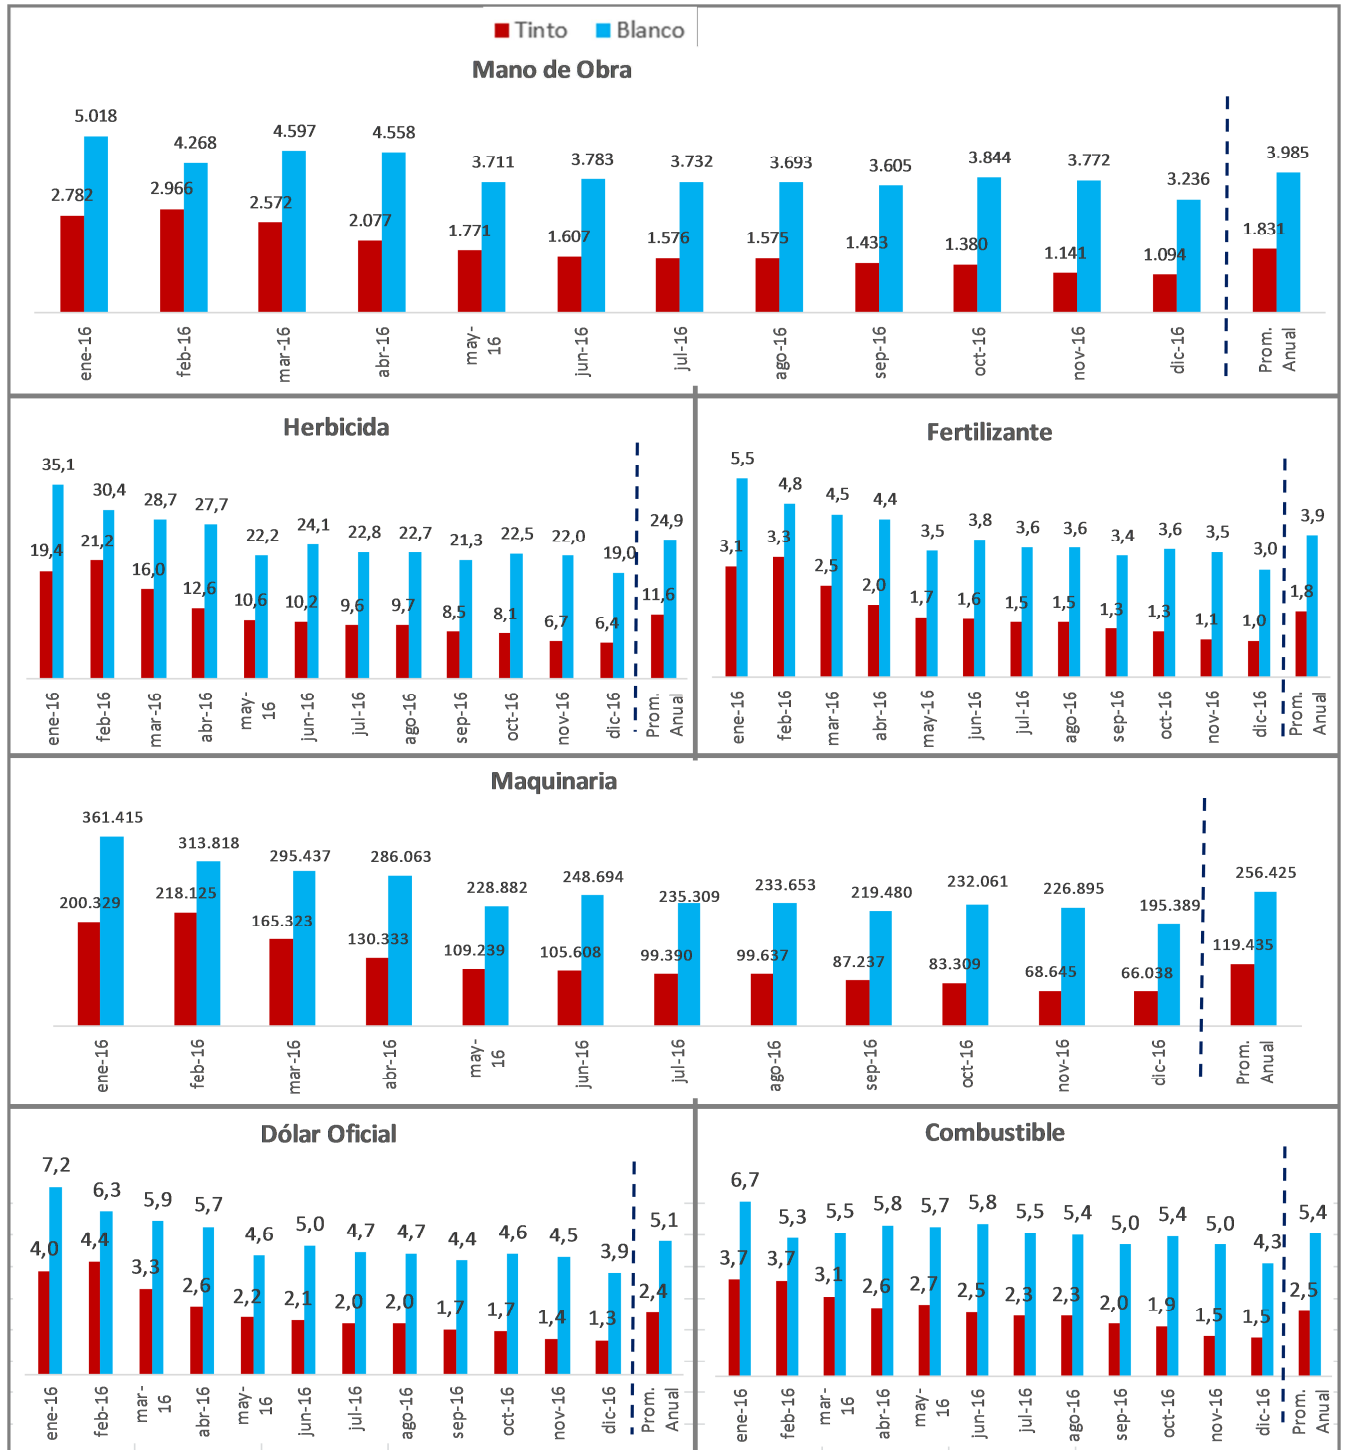 Tinto Blanco
Mano de Obra
5.018 4.268 4.597 4.558 3.711 3.783 3.732 3.693 3.605 3.844 3.772 3.236 3.985
2.782 2.966 2.572 2.077 1.771 1.607 1.576 1.575 1.433 1.380 1.141 1.094 1.831
ene-16 feb-16 mar-16 abr-16 may-16 jun-16 jul-16 ago-16 sep-16 oct-16 nov-16 dic-16 Prom. Anual
Herbicida
35,1 30,4 28,7 27,7 22,2 24,1 22,8 22,7 21,3 22,5 22,0 19,0 24,9
19,4 21,2 16,0 12,6 10,6 10,2 9,6 9,7 8,5 8,1 6,7 6,4 11,6
ene-16 feb-16 mar-16 abr-16 may-16 jun-16 jul-16 ago-16 sep-16 oct-16 nov-16 dic-16 Prom. Anual
Fertilizante
5,5 4,8 4,5 4,4 3,5 3,8 3,6 3,6 3,4 3,6 3,5 3,0 3,9
3,1 3,3 2,5 2,0 1,7 1,6 1,5 1,5 1,3 1,3 1,1 1,0 1,8
ene-16 feb-16 mar-16 abr-16 may-16 jun-16 jul-16 ago-16 sep-16 oct-16 nov-16 dic-16 Prom. Anual
Maquinaria
361.415 313.818 295.437 286.063 228.882 248.694 235.309 233.653 219.480 232.061 226.895 195.389 256.425
200.329 218.125 165.323 130.333 109.239 105.608 99.390 99.637 87.237 83.309 68.645 66.038 119.435
ene-16 feb-16 mar-16 abr-16 may-16 jun-16 jul-16 ago-16 sep-16 oct-16 nov-16 dic-16 Prom. Anual
Dólar Oficial
7,2 6,3 5,9 5,7 4,6 5,0 4,7 4,7 4,4 4,6 4,5 3,9 5,1
4,0 4,4 3,3 2,6 2,2 2,1 2,0 2,0 1,7 1,7 1,4 1,3 2,4
ene-16 feb-16 mar-16 abr-16 may-16 jun-16 jul-16 ago-16 sep-16 oct-16 nov-16 dic-16 Prom. Anual
Combustible
6,7 5,3 5,5 5,8 5,7 5,8 5,5 5,4 5,0 5,4 5,0 4,3 5,4
3,7 3,7 3,1 2,6 2,7 2,5 2,3 2,3 2,0 1,9 1,5 1,5 2,5
ene-16 feb-16 mar-16 abr-16 may-16 jun-16 jul-16 ago-16 sep-16 oct-16 nov-16 dic-16 Prom. Anual